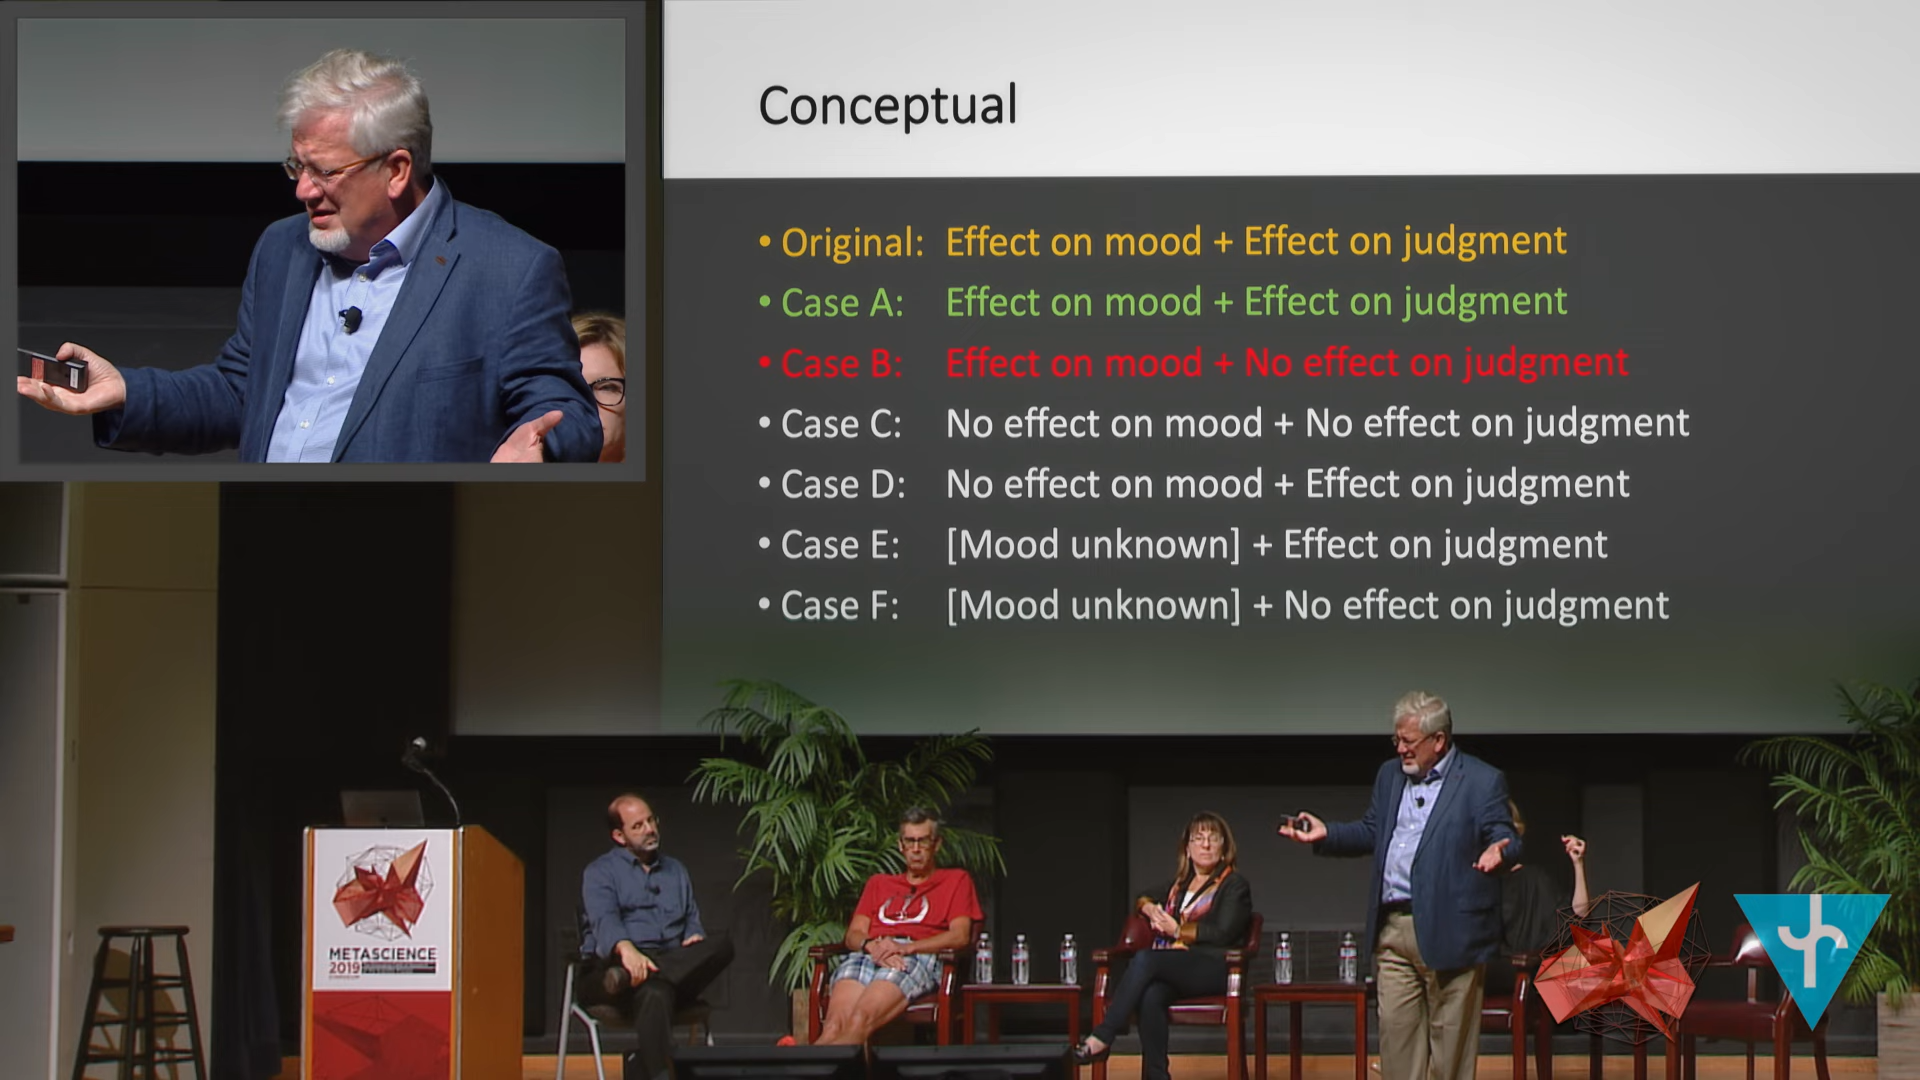 Conceptual
• Original: Effect on mood + Effect on judgment
• Case A: Effect on mood + Effect on judgment
• Case B: Effect on mood + No effect on judgment
• Case C: No effect on mood + No effect on judgment
• Case D: No effect on mood + Effect on judgment
• Case E: [Mood unknown] + Effect on judgment
• Case F: [Mood unknown] + No effect on judgment
METASCIENCE
2019